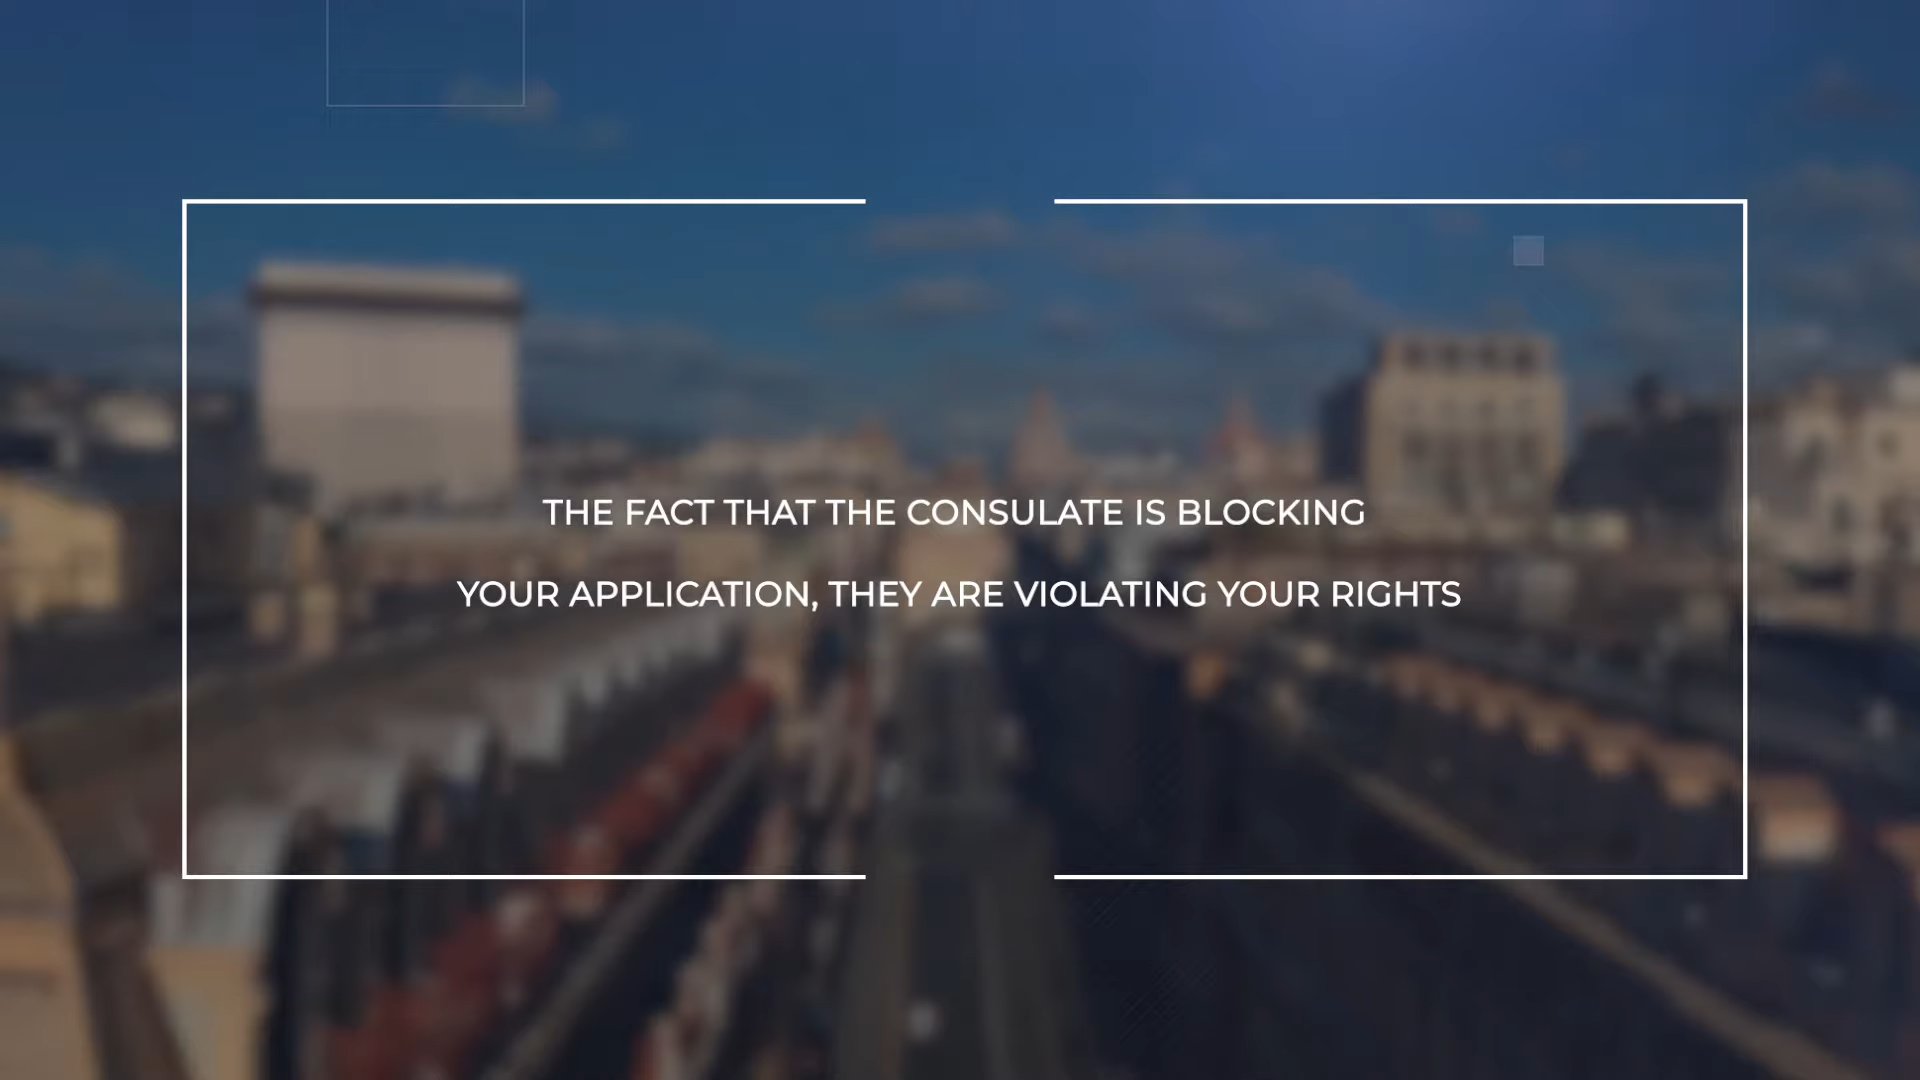 THE FACT THAT THE CONSULATE IS BLOCKING
YOUR APPLICATION, THEY ARE VIOLATING YOUR RIGHTS